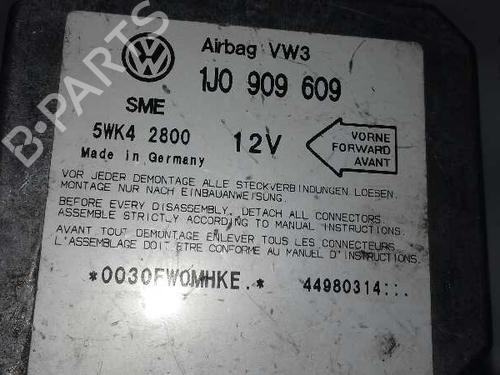 B-PARTS
Airbag VW3
1J0 909 609
SME
5WK4 2800
12V
Made in Germany
VORNE
FORWARD
AVANT
VOR JEDER DEMONTAGE ALLE STECKVERBINDUNGEN LOESEN.
MONTAGE NUR NACH EINBAUANWEISUNG.
BEFORE EVERY DISASSEMBLY, DETACH ALL CONNECTORS.
ASSEMBLE STRICTLY ACCORDING TO MANUAL INSTRUCTIONS.
AVANT TOUT DEMONTAGE ENLEVER TOUS LES CONNECTEURS.
L'ASSEMBLAGE DOIT ETRE CONFORME AU MANUEL D'INSTRUCTIONS.
*0030FW0MHKE.* 44980314::.